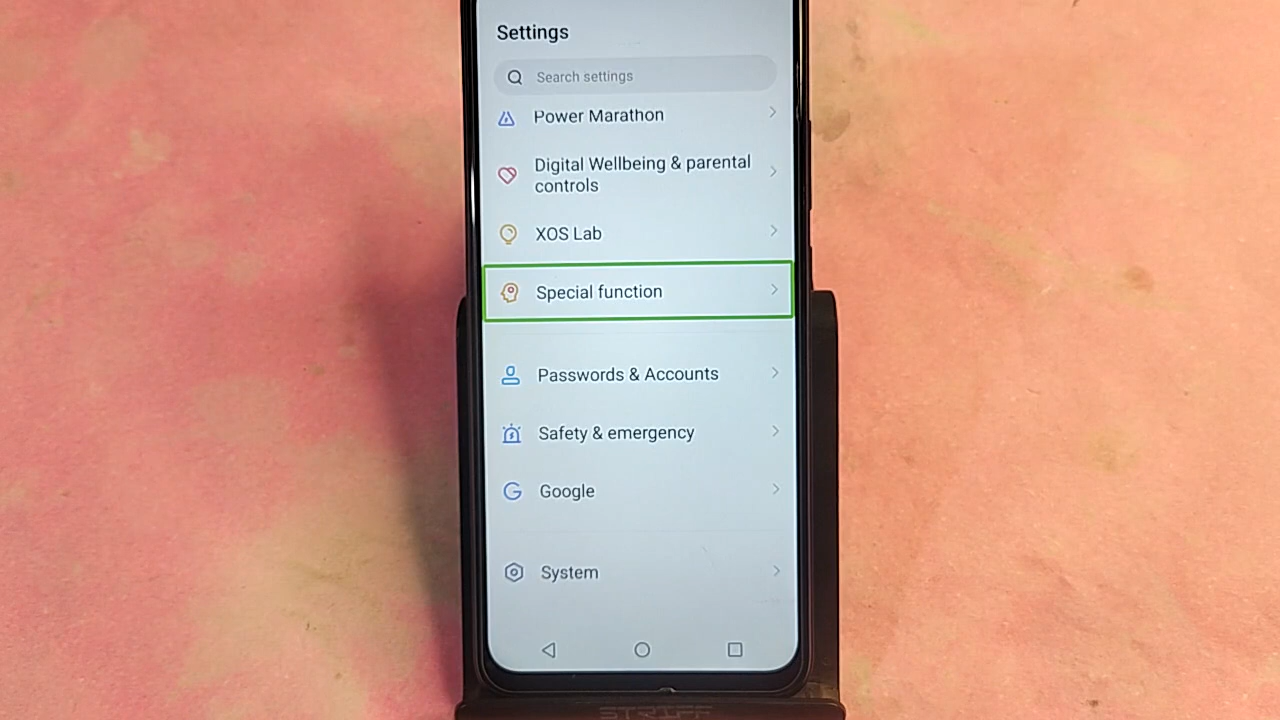 Settings
Search settings
Power Marathon
Digital Wellbeing & parental
controls
XOS Lab
Special function
Passwords & Accounts
Safety & emergency
Google
System
STRIFF